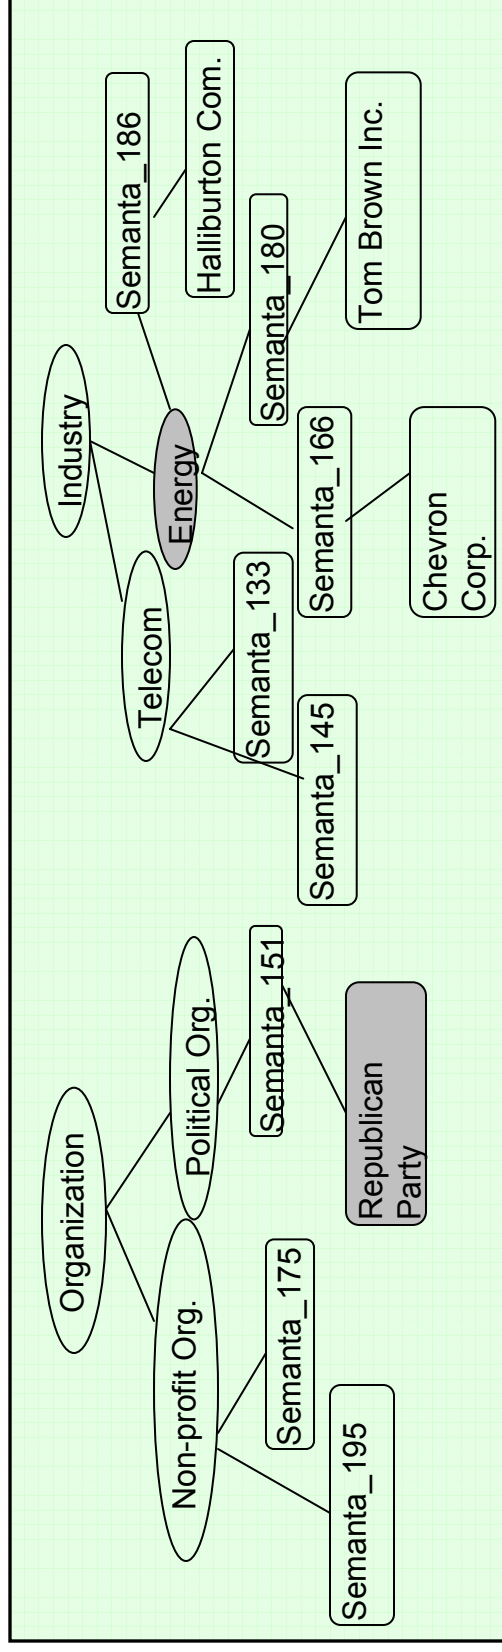 Organization
Non-profit Org.
Political Org.
Semanta_195
Semanta_175
Semanta_151
Republican
Party
Industry
Telecom
Energy
Semanta_145
Semanta_133
Semanta_166
Semanta_180
Semanta_186
Chevron
Corp.
Tom Brown Inc.
Halliburton Com.